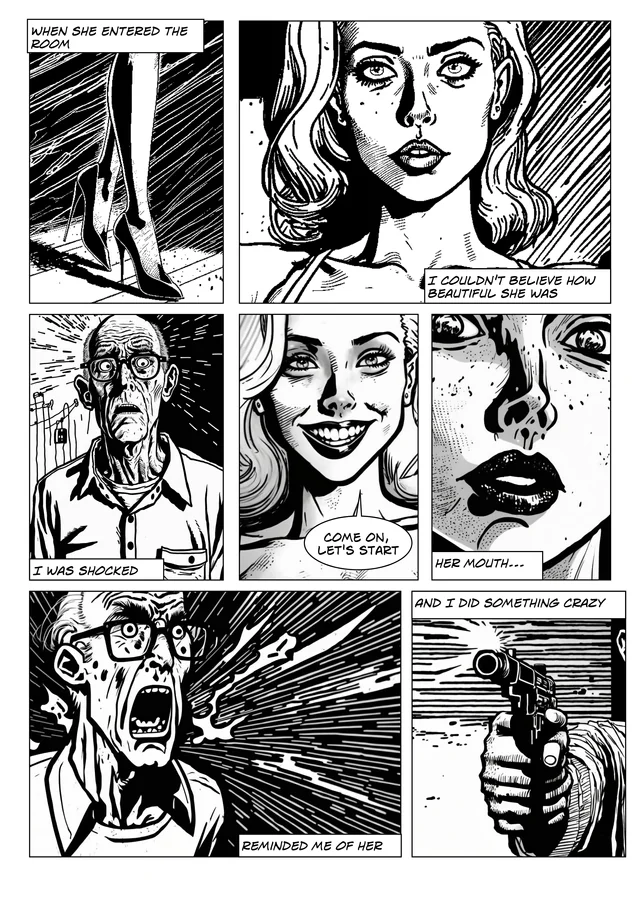 WHEN SHE ENTERED THE
ROOM
I COULDN'T BELIEVE HOW
BEAUTIFUL SHE WAS
I WAS SHOCKED
COME ON,
LET'S START
HER MOUTH...
REMINDED ME OF HER
AND I DID SOMETHING CRAZY